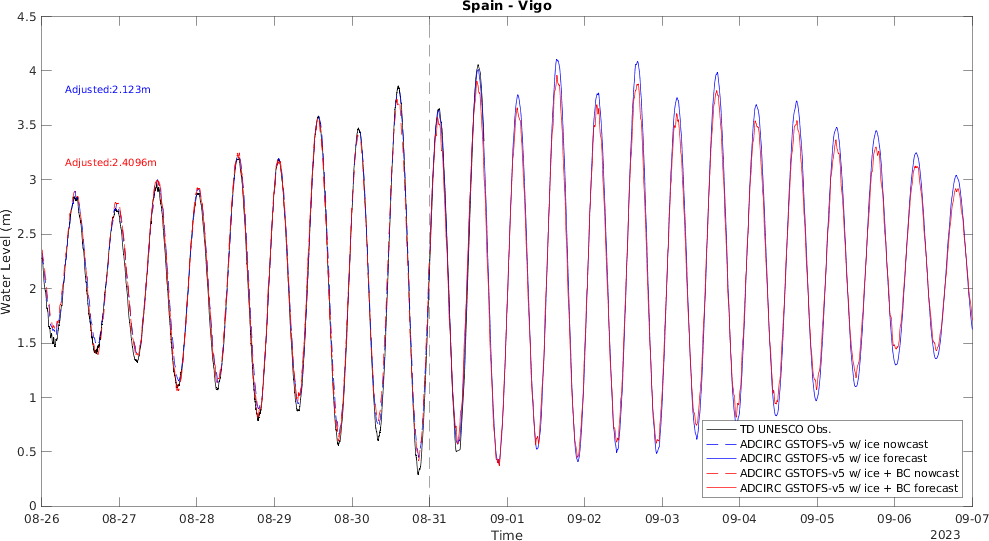 Spain - Vigo
4.5
4
3.5
3
2.5
2
1.5
1
0.5
0
Water Level (m)
Adjusted:2.123m
Adjusted:2.4096m
TD UNESCO Obs.
ADCIRC GSTOFS-v5 w/ ice nowcast
ADCIRC GSTOFS-v5 w/ ice forecast
ADCIRC GSTOFS-v5 w/ ice + BC nowcast
ADCIRC GSTOFS-v5 w/ ice + BC forecast
08-26 08-27 08-28 08-29 08-30 08-31 09-01 09-02 09-03 09-04 09-05 09-06 09-07
Time
2023